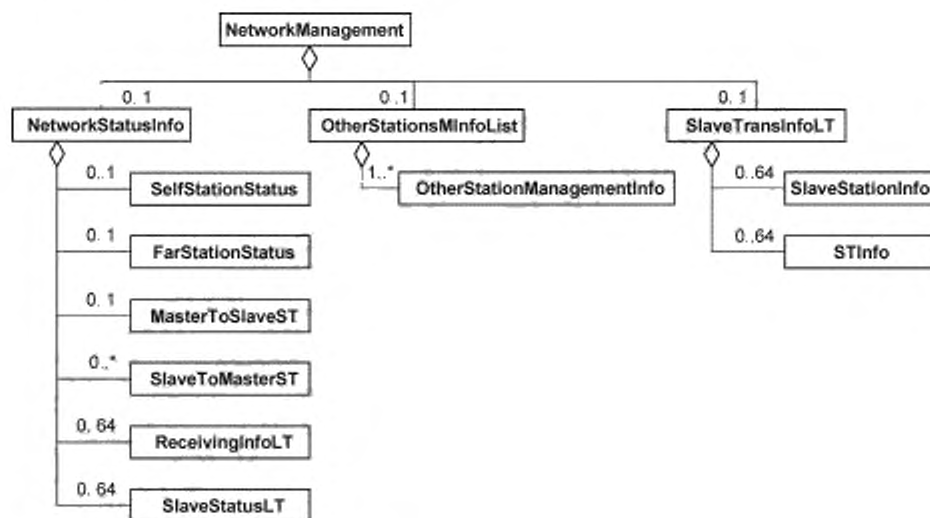 NetworkManagement
0. 1 0..1 0. 1
NetworkStatusInfo OtherStationsMInfoList SlaveTransInfoLT
0..1 1..* 0..64
SelfStationStatus OtherStationManagementInfo SlaveStationInfo
0. 1 0..64
FarStationStatus STInfo
0. 1
MasterToSlaveST
0..*
SlaveToMasterST
0. 64
ReceivingInfoLT
0. 64
SlaveStatusLT